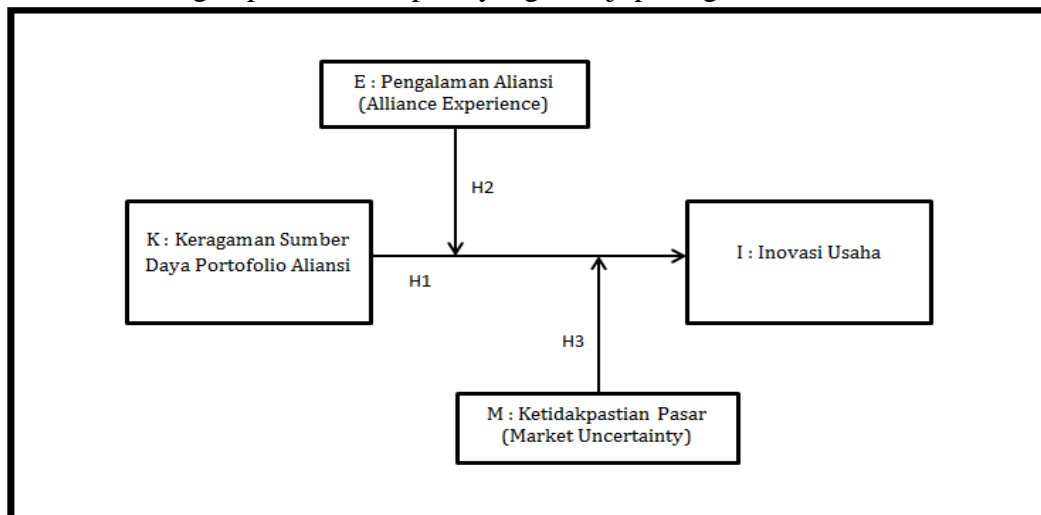 E : Pengalaman Aliansi
(Alliance Experience)
H2
K : Keragaman Sumber
Daya Portofolio Aliansi
I : Inovasi Usaha
H1
H3
M : Ketidakpastian Pasar
(Market Uncertainty)